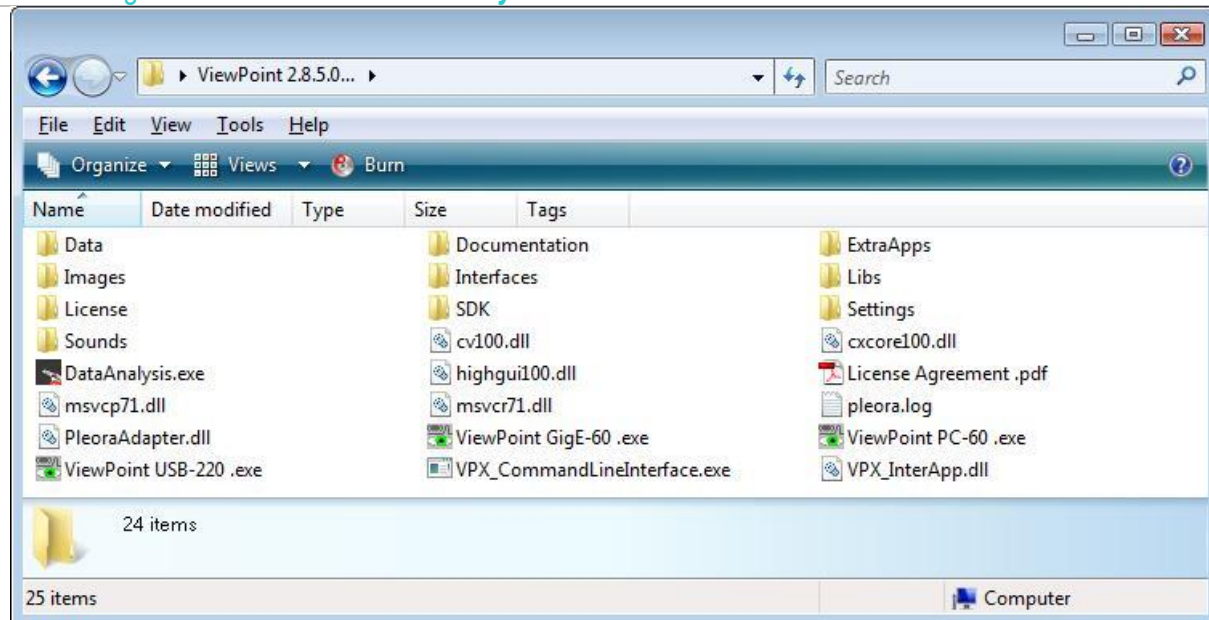 ViewPoint 2.8.5.0...
Search
File Edit View Tools Help
Organize Views Burn
Name Date modified Type Size Tags
Data Documentation ExtraApps
Images Interfaces Libs
License SDK Settings
Sounds cv100.dll cxcore100.dll
DataAnalysis.exe highgui100.dll License Agreement .pdf
msvcp71.dll msvcr71.dll pleora.log
PleoraAdapter.dll ViewPoint GigE-60 .exe ViewPoint PC-60 .exe
ViewPoint USB-220 .exe VPX_CommandLineInterface.exe VPX_InterApp.dll
24 items
25 items Computer